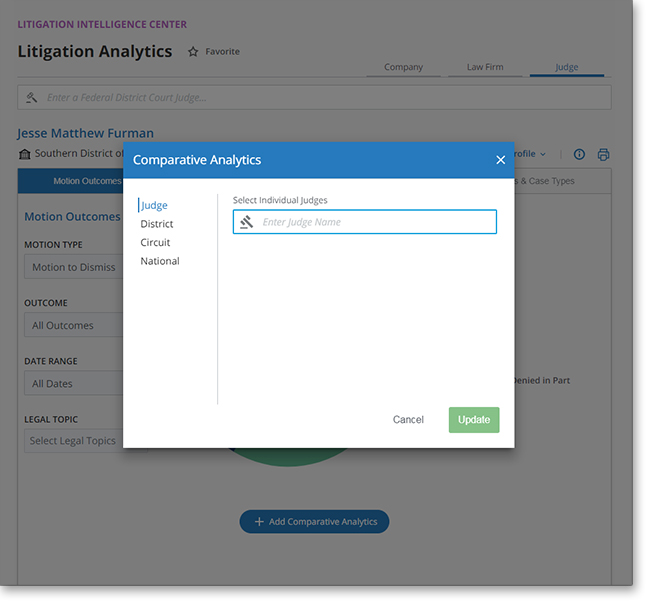 LITIGATION INTELLIGENCE CENTER
Litigation Analytics Favorite
Company Law Firm Judge
Enter a Federal District Court Judge...
Jesse Matthew Furman
Southern District of
Comparative Analytics
Motion Outcomes
& Case Types
Judge
District
Circuit
National
Select Individual Judges
Enter Judge Name
Cancel Update
Motion Outcomes
MOTION TYPE
Motion to Dismiss
OUTCOME
All Outcomes
DATE RANGE
All Dates
Denied in Part
LEGAL TOPIC
Select Legal Topics
+ Add Comparative Analytics